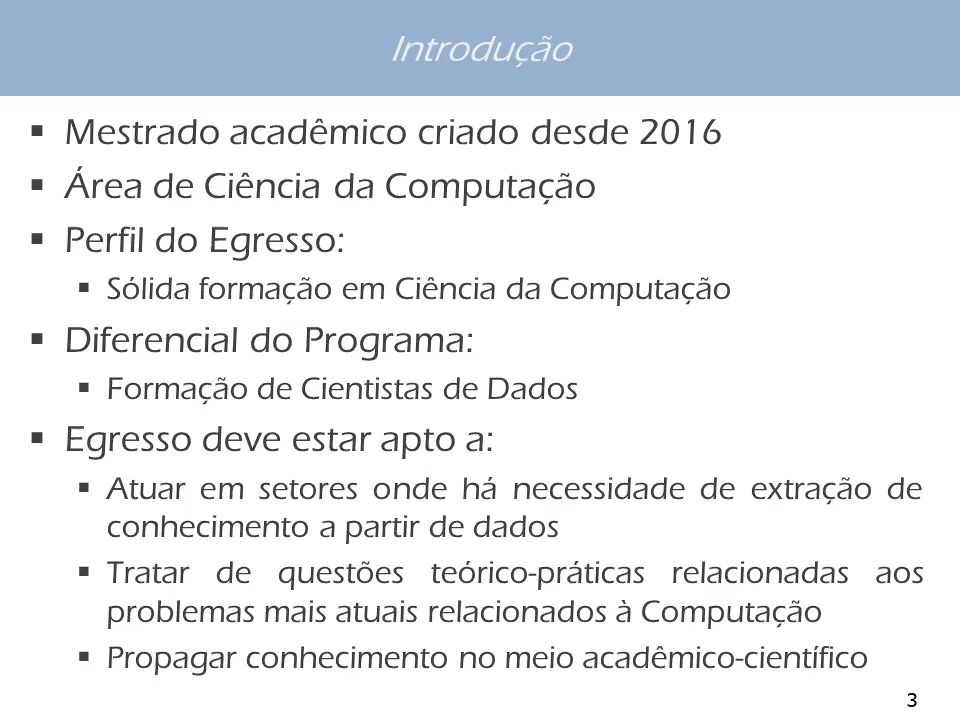 Introdução
▪ Mestrado acadêmico criado desde 2016
▪ Área de Ciência da Computação
▪ Perfil do Egresso:
▪ Sólida formação em Ciência da Computação
▪ Diferencial do Programa:
▪ Formação de Cientistas de Dados
▪ Egresso deve estar apto a:
▪ Atuar em setores onde há necessidade de extração de
conhecimento a partir de dados
▪ Tratar de questões teórico-práticas relacionadas aos
problemas mais atuais relacionados à Computação
▪ Propagar conhecimento no meio acadêmico-científico
3